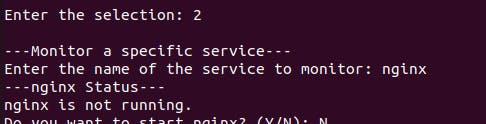 Enter the selection: 2
---Monitor a specific service---
Enter the name of the service to monitor: nginx
---nginx Status---
nginx is not running.
Do you want to start nginx? (Y/N): N